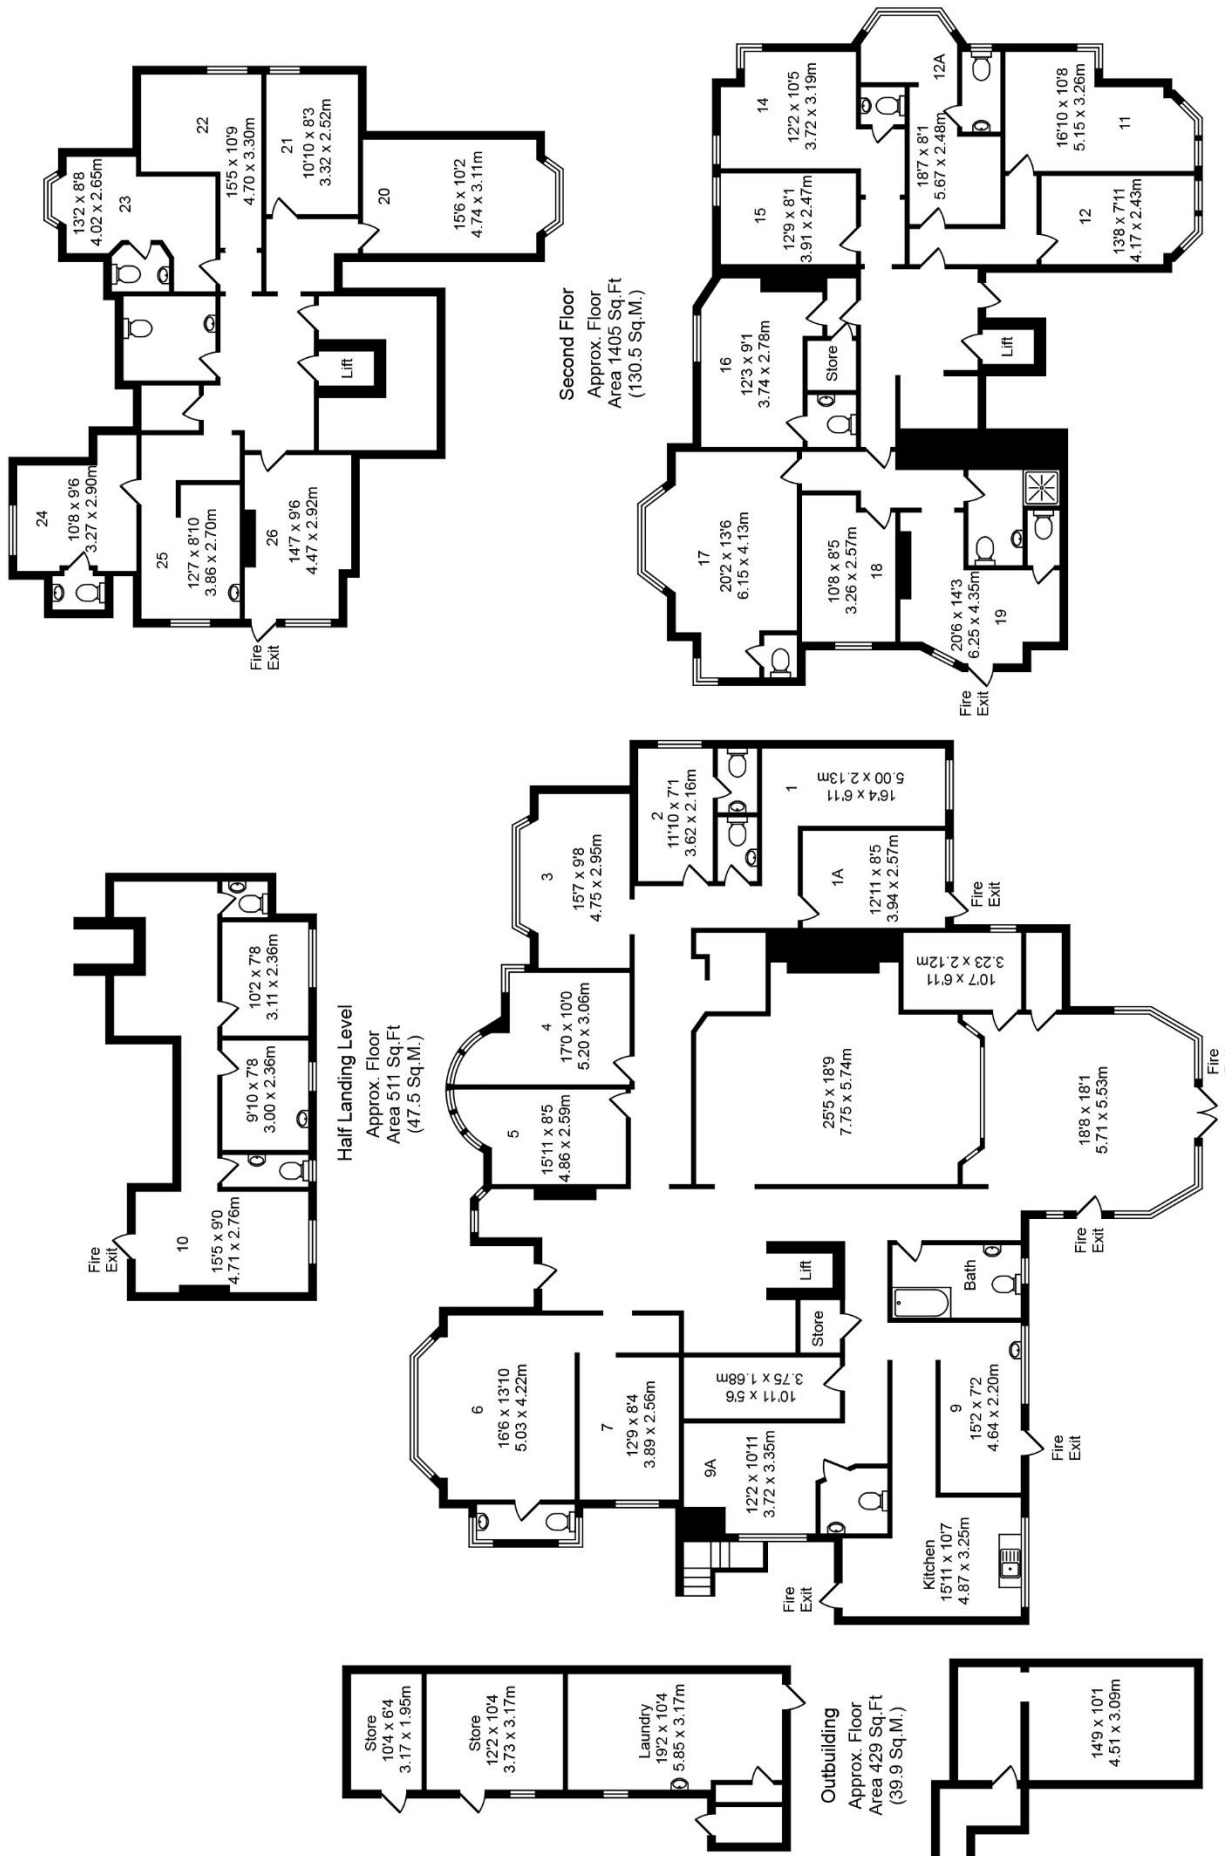 24
10'8 x 9'6
3.27 x 2.90m
25
12'7 x 8'10
3.86 x 2.70m
26
14'7 x 9'6
4.47 x 2.92m
Fire
Exit
23
13'2 x 8'8
4.02 x 2.65m
22
15'5 x 10'9
4.70 x 3.30m
21
10'10 x 8'3
3.32 x 2.52m
20
15'6 x 10'2
4.74 x 3.11m
Lift
Second Floor
Approx. Floor
Area 1405 Sq.Ft
(130.5 Sq.M.)
17
20'2 x 13'6
6.15 x 4.13m
18
10'8 x 8'5
3.26 x 2.57m
19
20'6 x 14'3
6.25 x 4.35m
Fire
Exit
16
12'3 x 9'1
3.74 x 2.78m
Store
15
12'9 x 8'1
3.91 x 2.47m
14
12'2 x 10'5
3.72 x 3.19m
12A
18'7 x 8'1
5.67 x 2.48m
12
13'8 x 7'11
4.17 x 2.43m
11
16'10 x 10'8
5.15 x 3.26m
Lift
Fire
Exit
10
15'5 x 9'0
4.71 x 2.76m
9'10 x 7'8
3.00 x 2.36m
10'2 x 7'8
3.11 x 2.36m
Half Landing Level
Approx. Floor
Area 511 Sq.Ft
(47.5 Sq.M.)
6
16'6 x 13'10
5.03 x 4.22m
7
12'9 x 8'4
3.89 x 2.56m
9A
12'2 x 10'11
3.72 x 3.35m
10'11 x 5'6
3.75 x 1.68m
Store
Lift
Fire
Exit
Kitchen
15'11 x 10'7
4.87 x 3.25m
9
15'2 x 7'2
4.64 x 2.20m
Fire
Exit
Bath
5
15'11 x 8'5
4.86 x 2.59m
4
17'0 x 10'0
5.20 x 3.06m
3
15'7 x 9'8
4.75 x 2.95m
2
11'10 x 7'1
3.62 x 2.16m
1
16'4 x 6'11
5.00 x 2.13m
1A
12'11 x 8'5
3.94 x 2.57m
Fire
Exit
25'5 x 18'9
7.75 x 5.74m
10'7 x 6'11
3.23 x 2.12m
18'8 x 18'1
5.71 x 5.53m
Fire
Exit
Fire
Store
10'4 x 6'4
3.17 x 1.95m
Store
12'2 x 10'4
3.73 x 3.17m
Laundry
19'2 x 10'4
5.85 x 3.17m
Outbuilding
Approx. Floor
Area 429 Sq.Ft
(39.9 Sq.M.)
14'9 x 10'1
4.51 x 3.09m